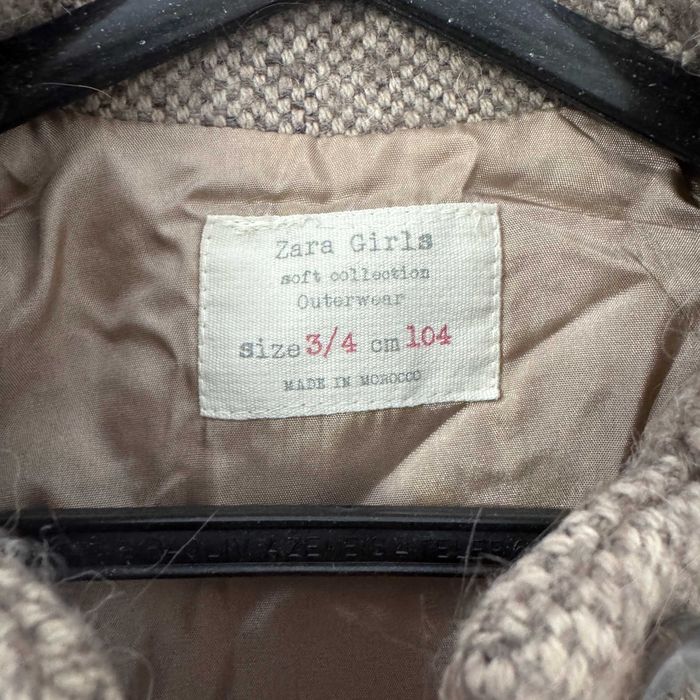 Zara Girls
soft collection
Outerwear
size 3/4 cm 104
MADE IN MOROCCO